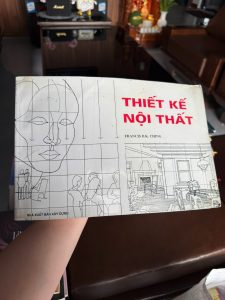 THIẾT KẾ
NỘI THẤT
FRANCIS D.K. CHING
NHÀ XUẤT BẢN XÂY DỰNG